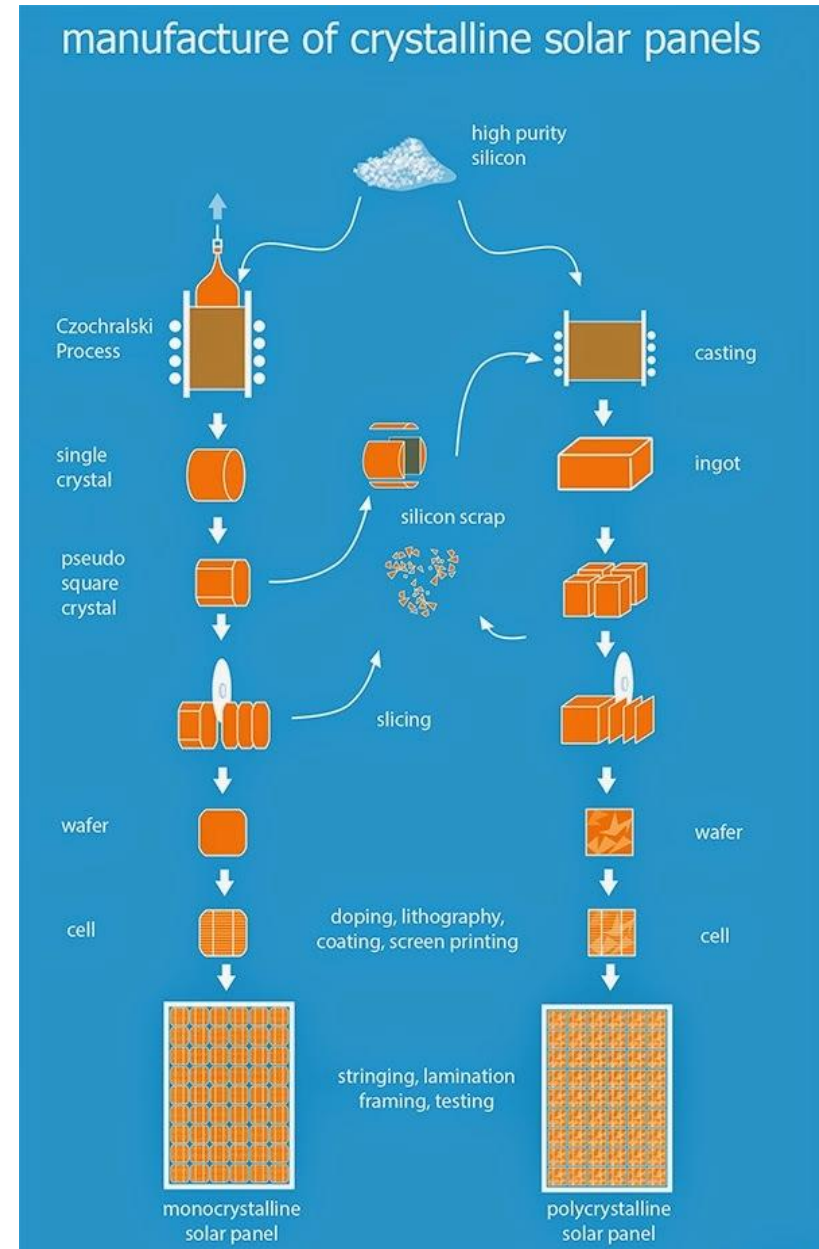 manufacture of crystalline solar panels
high purity
silicon
Czochralski
Process
casting
single
crystal
ingot
silicon scrap
pseudo
square
crystal
slicing
wafer
wafer
cell
doping, lithography,
coating, screen printing
cell
stringing, lamination
framing, testing
monocrystalline
solar panel
polycrystalline
solar panel